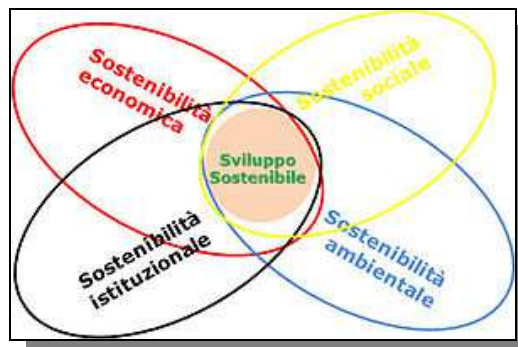 Sostenibilità
economica
Sostenibilità
sociale
Sviluppo
Sostenibile
Sostenibilità
istituzionale
Sostenibilità
ambientale